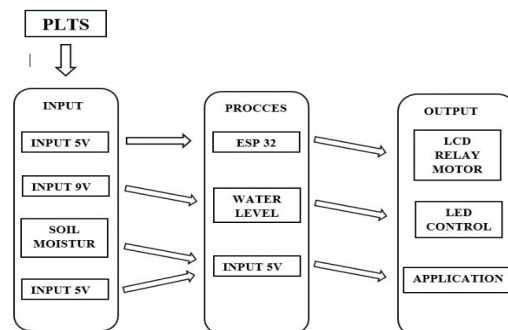 PLTS
INPUT
INPUT 5V
INPUT 9V
SOIL
MOISTUR
INPUT 5V
PROCCES
ESP 32
WATER
LEVEL
INPUT 5V
OUTPUT
LCD
RELAY
MOTOR
LED
CONTROL
APPLICATION